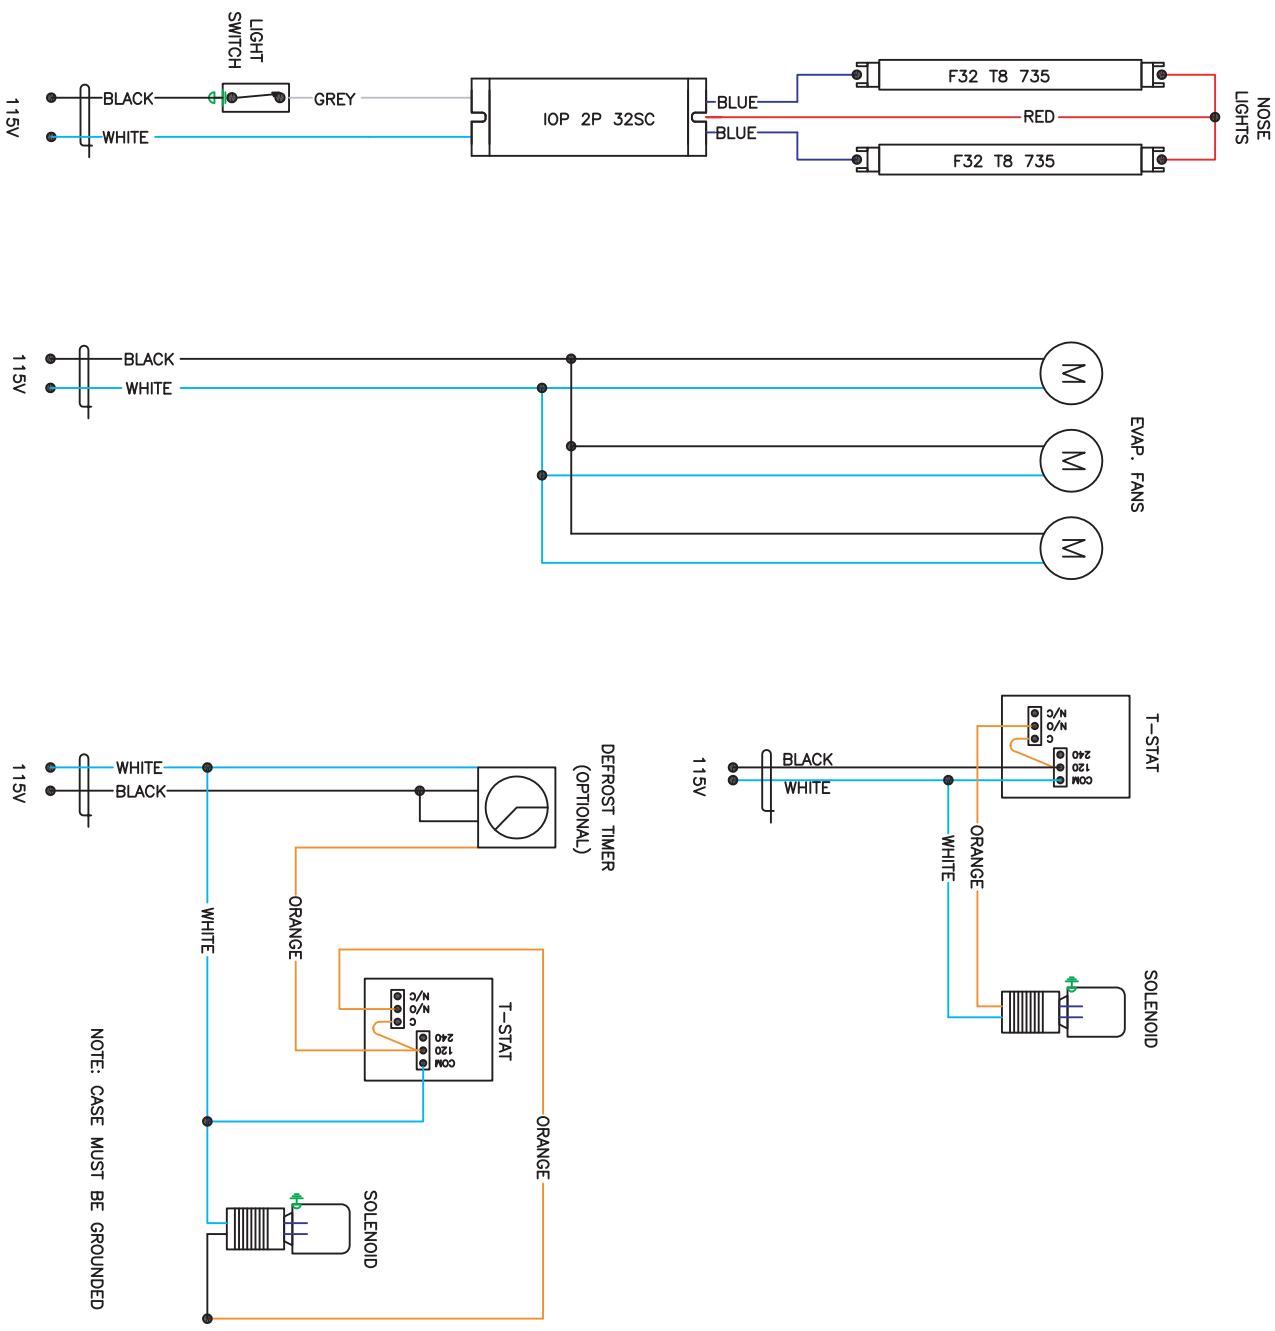 LIGHT
SWITCH
115V
BLACK
WHITE
GREY
IOP 2P 32SC
BLUE
BLUE
RED
F32 T8 735
F32 T8 735
NOSE
LIGHTS
115V
BLACK
WHITE
M
M
M
EVAP. FANS
115V
WHITE
BLACK
DEFROST TIMER
(OPTIONAL)
WHITE
ORANGE
N/C
N/O
C
240
120
COM
T-STAT
ORANGE
SOLENOID
NOTE: CASE MUST BE GROUNDED
115V
BLACK
WHITE
N/C
N/O
C
240
120
COM
T-STAT
ORANGE
WHITE
SOLENOID